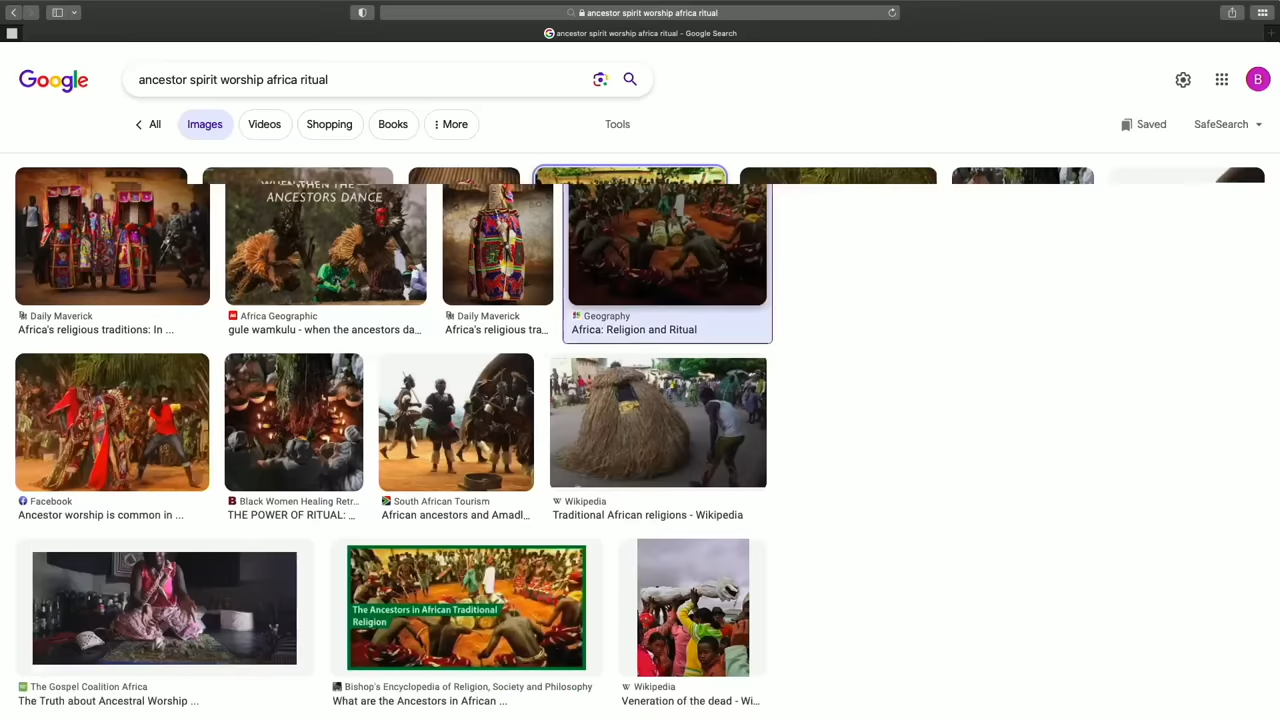 ancestor spirit worship africa ritual
ancestor spirit worship africa ritual - Google Search
Google
ancestor spirit worship africa ritual
B
All
Images
Videos
Shopping
Books
More
Tools
Saved
SafeSearch
WHEN THE
ANCESTORS DANCE
Daily Maverick
Africa's religious traditions: In ...
Africa Geographic
gule wamkulu - when the ancestors da...
Daily Maverick
Africa's religious tra...
Geography
Africa: Religion and Ritual
Facebook
Ancestor worship is common in ...
Black Women Healing Retr...
THE POWER OF RITUAL: ...
South African Tourism
African ancestors and Amadl...
Wikipedia
Traditional African religions - Wikipedia
The Ancestors in African Traditional
Religion
The Gospel Coalition Africa
The Truth about Ancestral Worship ...
Bishop's Encyclopedia of Religion, Society and Philosophy
What are the Ancestors in African ...
Wikipedia
Veneration of the dead - Wi...